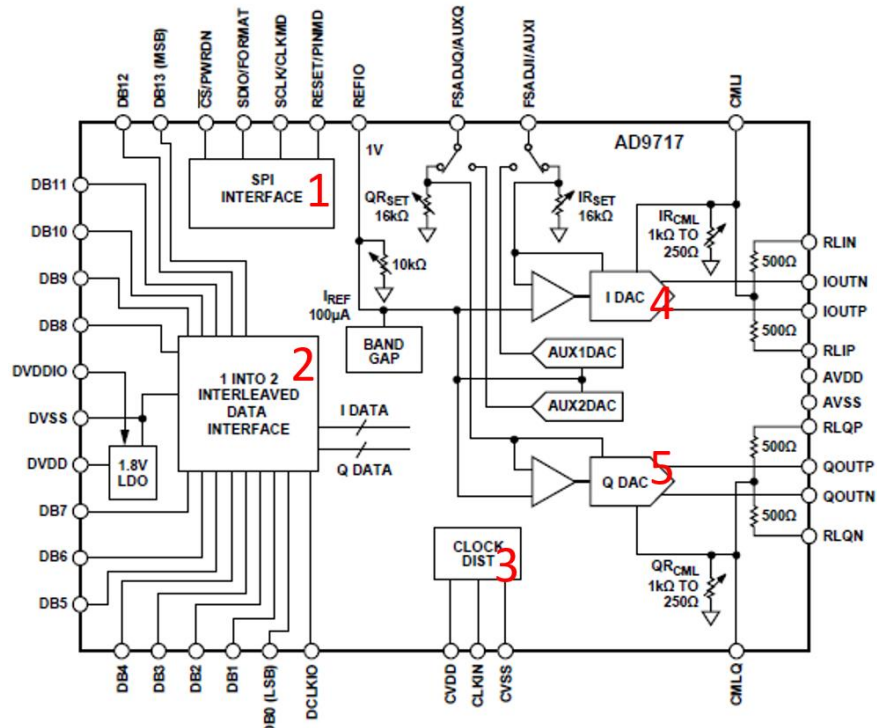 DB12
DB13 (MSB)
CS/PWRDN
SDIO/FORMAT
SCLK/CLKMD
RESET/PINMD
REFIO
FSADJQ/AUXQ
FSADJI/AUXI
CMLI
AD9717
1V
SPI
INTERFACE
1
QRSET
16kΩ
IRSET
16kΩ
IRCML
1kΩ TO
250Ω
DB11
DB10
DB9
DB8
DVDDIO
DVSS
DVDD
DB7
DB6
DB5
10kΩ
IREF
100µA
BAND
GAP
I DAC
4
500Ω
500Ω
RLIN
IOUTN
IOUTP
RLIP
AVDD
AVSS
RLQP
QOUTP
QOUTN
RLQN
1 INTO 2
INTERLEAVED
DATA
INTERFACE
2
I DATA
Q DATA
1.8V
LDO
AUX1DAC
AUX2DAC
Q DAC
5
500Ω
500Ω
CLOCK
DIST
3
QRCML
1kΩ TO
250Ω
DB4
DB3
DB2
DB1
DB0 (LSB)
DCLKIO
CVDD
CLKIN
CVSS
CMLQ